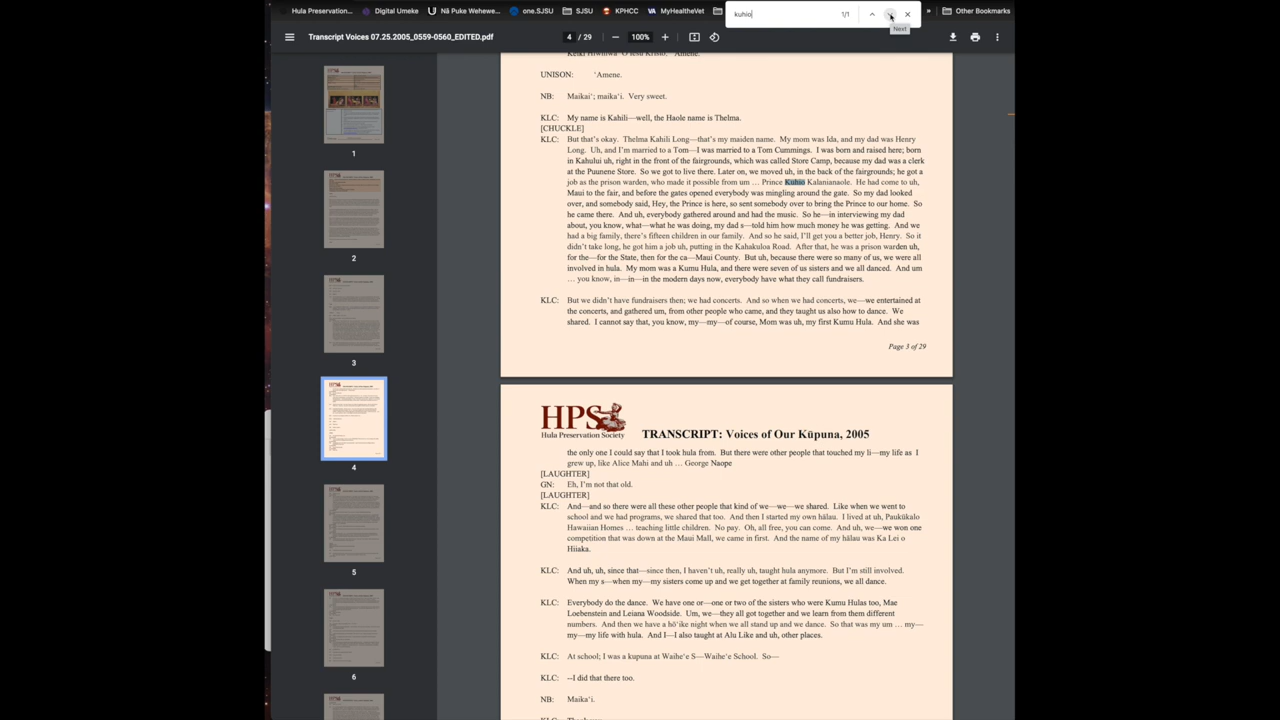 Hula Preservation...
Digital Umeke
Nā Puke Wehewe...
one.SJSU
SJSU
KPHCC
MyHealtheVet
kuhio
1/1
»
Other Bookmarks
Next
Transcript Voices 07.25.2005_0559-0560_EDITED.pdf
4 / 29
100%
1
2
3
4
5
6
UNISON: ʻAmene.
NB: Maikaiʻ; maikaʻi. Very sweet.
KLC: My name is Kahili—well, the Haole name is Thelma.
[CHUCKLE]
KLC: But that's okay. Thelma Kahili Long—that's my maiden name. My mom was Ida, and my dad was Henry
Long. Uh, and I'm married to a Tom—I was married to a Tom Cummings. I was born and raised here; born
in Kahului uh, right in the front of the fairgrounds, which was called Store Camp, because my dad was a clerk
at the Puunene Store. So we got to live there. Later on, we moved uh, in the back of the fairgrounds; he got a
job as the prison warden, who made it possible from um … Prince Kuhio Kalanianaole. He had come to uh,
Maui to the fair, and before the gates opened everybody was mingling around the gate. So my dad looked
over, and somebody said, Hey, the Prince is here, so sent somebody over to bring the Prince to our home. So
he came there. And uh, everybody gathered around and had the music. So he—in interviewing my dad
about, you know, what—what he was doing, my dad s—told him how much money he was getting. And we
had a big family, there's fifteen children in our family. And so he said, I'll get you a better job, Henry. So it
didn't take long, he got him a job uh, putting in the Kahakuloa Road. After that, he was a prison warden uh,
for the—for the State, then for the ca—Maui County. But uh, because there were so many of us, we were all
involved in hula. My mom was a Kumu Hula, and there were seven of us sisters and we all danced. And um
… you know, in—in—in the modern days now, everybody have what they call fundraisers.
KLC: But we didn't have fundraisers then; we had concerts. And so when we had concerts, we—we entertained at
the concerts, and gathered um, from other people who came, and they taught us also how to dance. We
shared. I cannot say that, you know, my—my—of course, Mom was uh, my first Kumu Hula. And she was
Page 3 of 29
HPS
Hula Preservation Society
TRANSCRIPT: Voices of Our Kūpuna, 2005
the only one I could say that I took hula from. But there were other people that touched my li—my life as I
grew up, like Alice Mahi and uh … George Naope
[LAUGHTER]
GN: Eh, I'm not that old.
[LAUGHTER]
KLC: And—and so there were all these other people that kind of we—we—we shared. Like when we went to
school and we had programs, we shared that too. And then I started my own hālau. I lived at uh, Paukūkalo
Hawaiian Homes … teaching little children. No pay. Oh, all free, you can come. And uh, we—we won one
competition that was down at the Maui Mall, we came in first. And the name of my hālau was Ka Lei o
Hiiaka.
KLC: And uh, uh, since that—since then, I haven't uh, really uh, taught hula anymore. But I'm still involved.
When my s—when my—my sisters come up and we get together at family reunions, we all dance.
KLC: Everybody do the dance. We have one or—one or two of the sisters who were Kumu Hulas too, Mae
Loebenstein and Leiana Woodside. Um, we—they all got together and we learn from them different
numbers. And then we have a hōʻike night when we all stand up and we dance. So that was my um … my—
my—my life with hula. And I—I also taught at Alu Like and uh, other places.
KLC: At school; I was a kupuna at Waiheʻe S—Waiheʻe School. So—
KLC: --I did that there too.
NB: Maikaʻi.